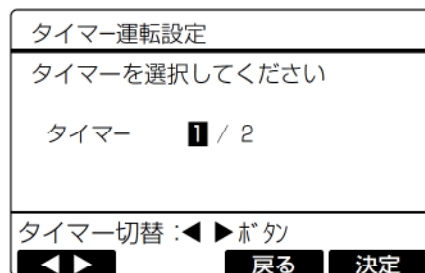 タイマー運転設定
タイマーを選択してください
タイマー 1 / 2
タイマー切替 :◀ ▶ﾎﾞﾀﾝ
◀ ▶ 戻る 決定